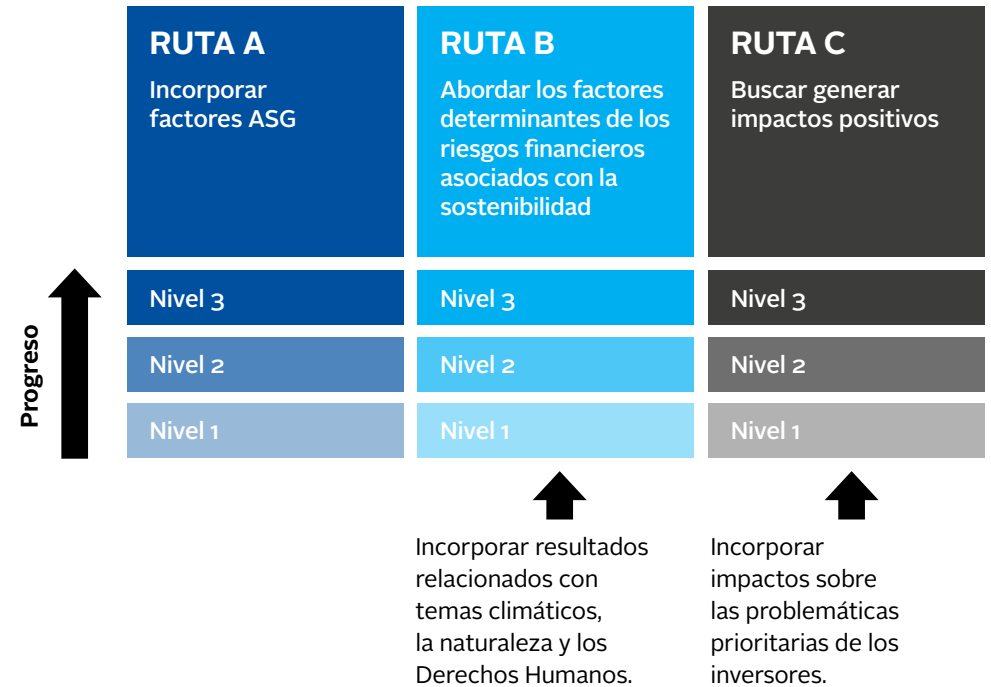 RUTA A
Incorporar
factores ASG
RUTA B
Abordar los factores
determinantes de los
riesgos financieros
asociados con la
sostenibilidad
RUTA C
Buscar generar
impactos positivos
Progreso
Nivel 3
Nivel 3
Nivel 3
Nivel 2
Nivel 2
Nivel 2
Nivel 1
Nivel 1
Nivel 1
Incorporar resultados
relacionados con
temas climáticos,
la naturaleza y los
Derechos Humanos.
Incorporar
impactos sobre
las problemáticas
prioritarias de los
inversores.